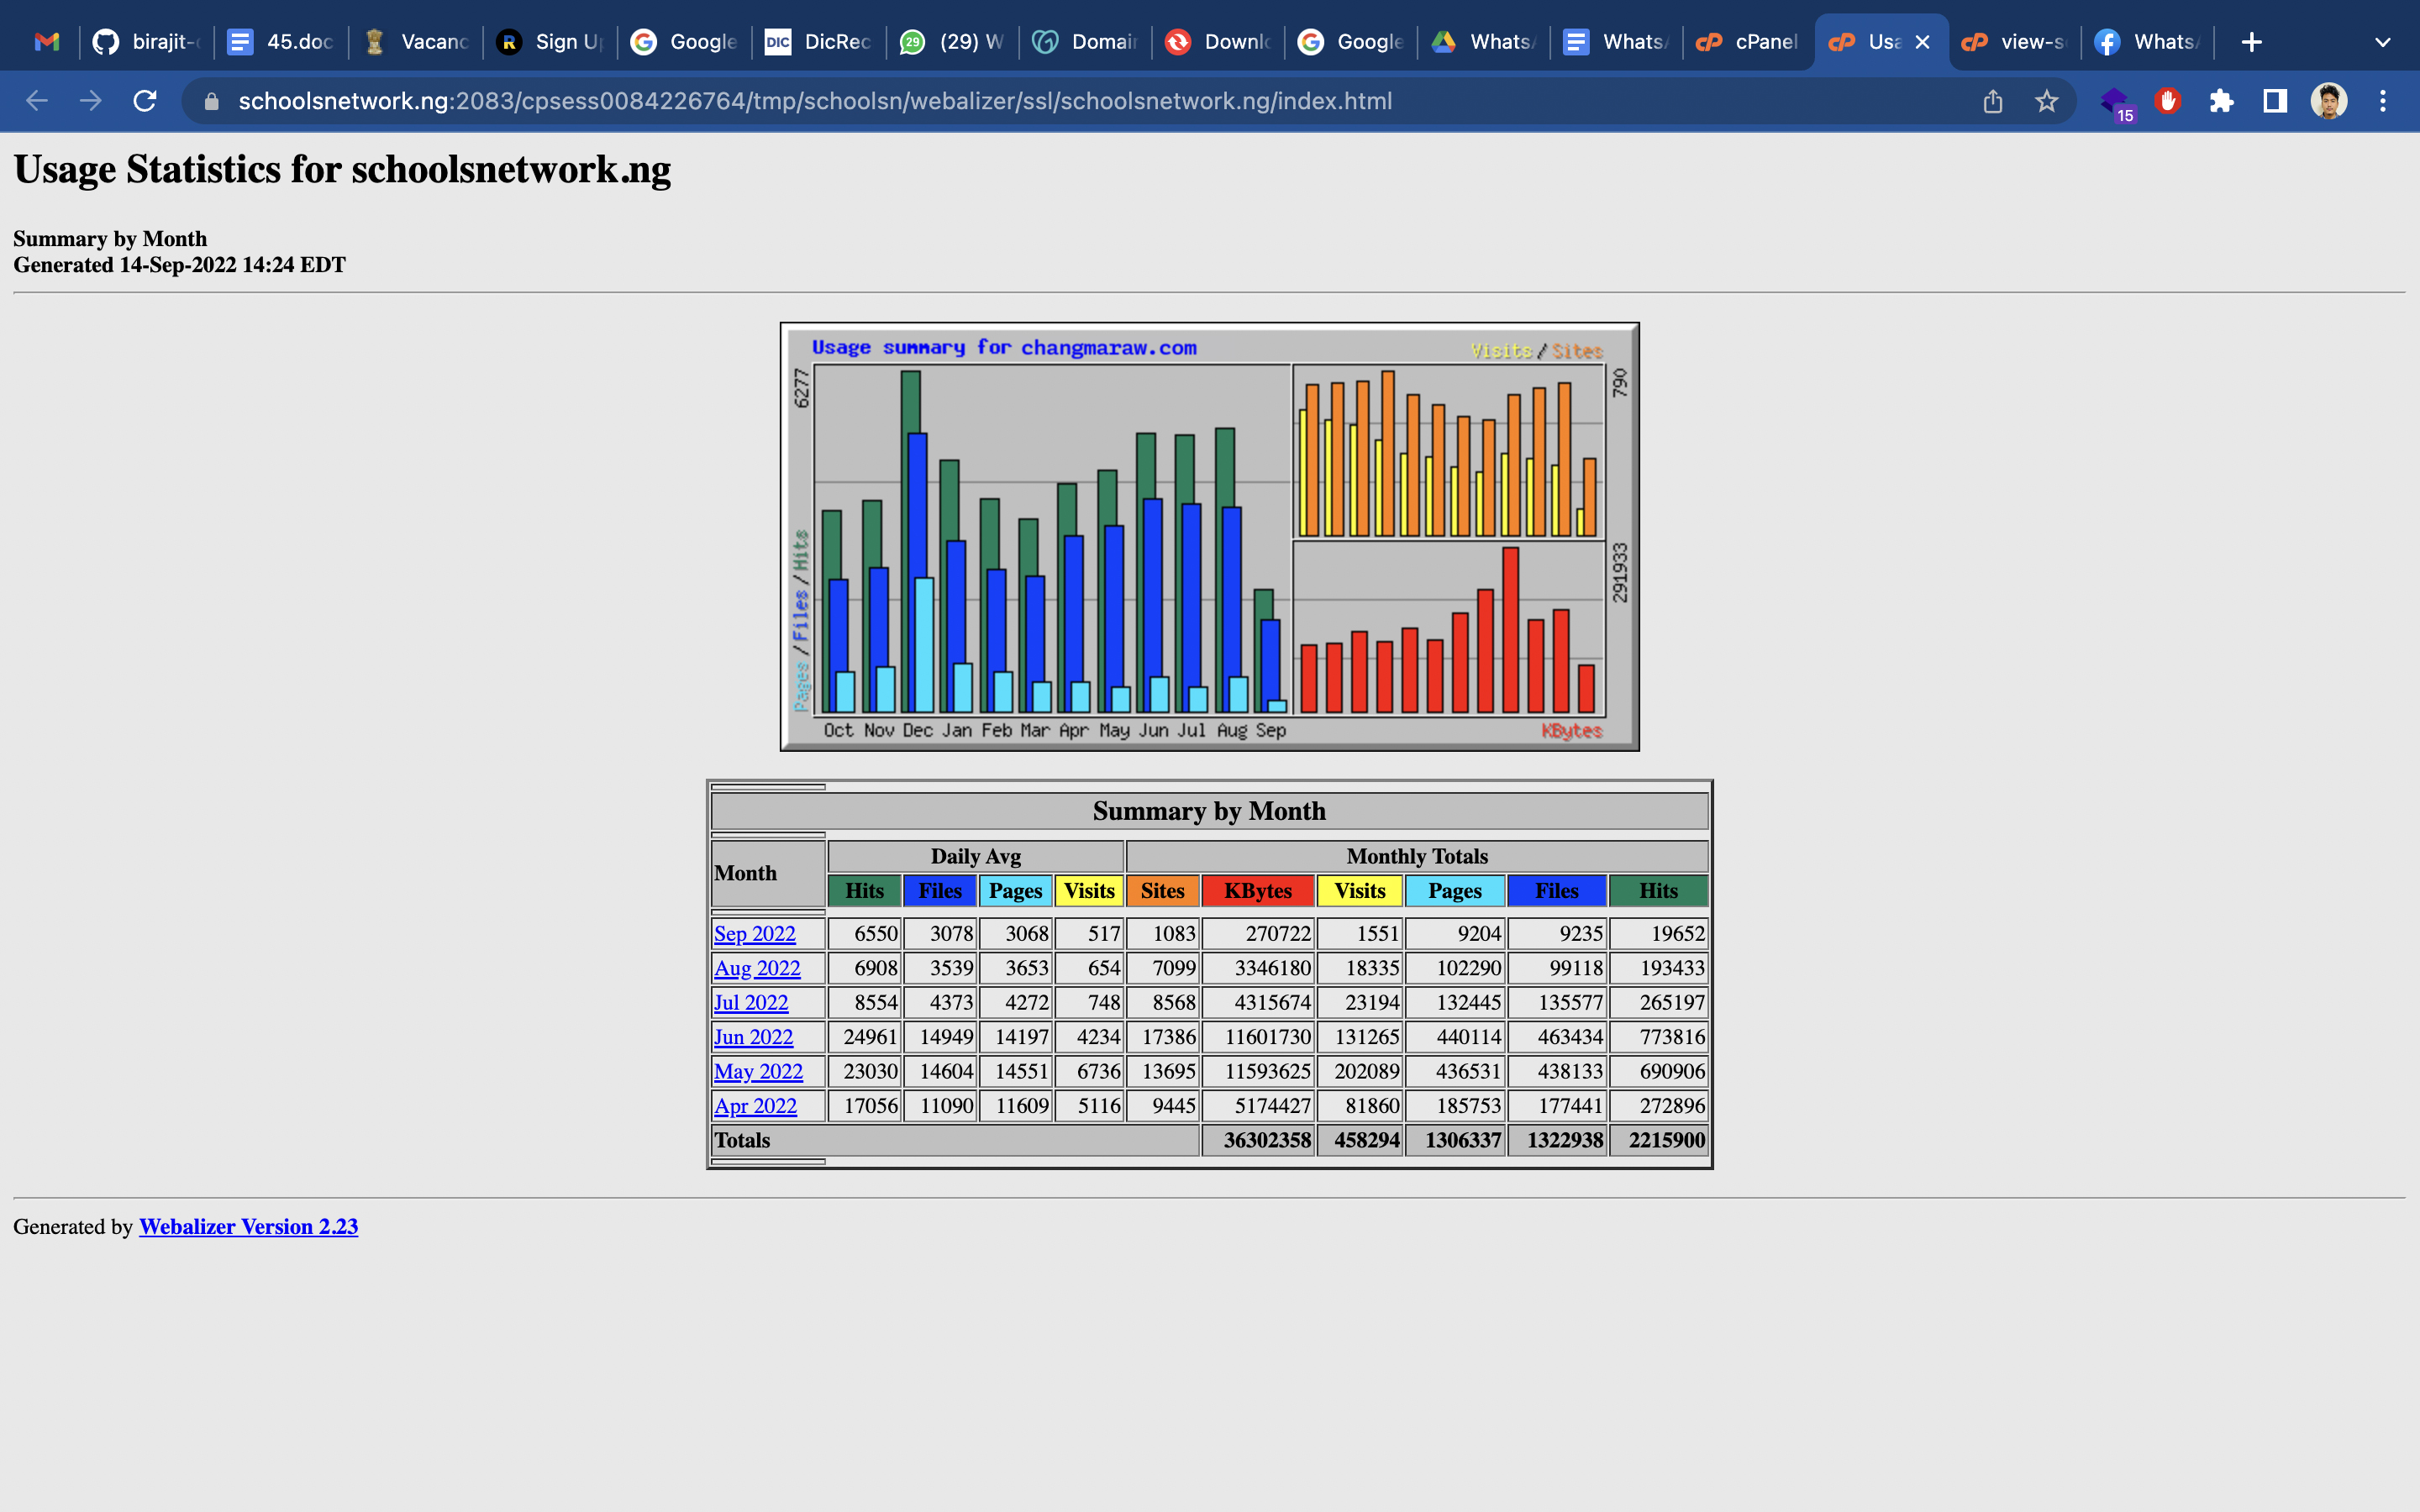 birajit-
45.doc
Vacanc
Sign U
Google
DicRec
(29) W
Domai
Downl
Google
Whats
Whats
cPanel
Usa
view-s
Whats
schoolsnetwork.ng:2083/cpsess0084226764/tmp/schoolsn/webalizer/ssl/schoolsnetwork.ng/index.html
15
Usage Statistics for schoolsnetwork.ng
Summary by Month
Generated 14-Sep-2022 14:24 EDT
Usage summary for changmaraw.com
Visits / Sites
6277
790
Pages / Files / Hits
291933
Oct Nov Dec Jan Feb Mar Apr May Jun Jul Aug Sep
KBytes
Summary by Month
Month Daily Avg Monthly Totals
Hits Files Pages Visits Sites KBytes Visits Pages Files Hits
Sep 2022 6550 3078 3068 517 1083 270722 1551 9204 9235 19652
Aug 2022 6908 3539 3653 654 7099 3346180 18335 102290 99118 193433
Jul 2022 8554 4373 4272 748 8568 4315674 23194 132445 135577 265197
Jun 2022 24961 14949 14197 4234 17386 11601730 131265 440114 463434 773816
May 2022 23030 14604 14551 6736 13695 11593625 202089 436531 438133 690906
Apr 2022 17056 11090 11609 5116 9445 5174427 81860 185753 177441 272896
Totals 36302358 458294 1306337 1322938 2215900
Generated by Webalizer Version 2.23